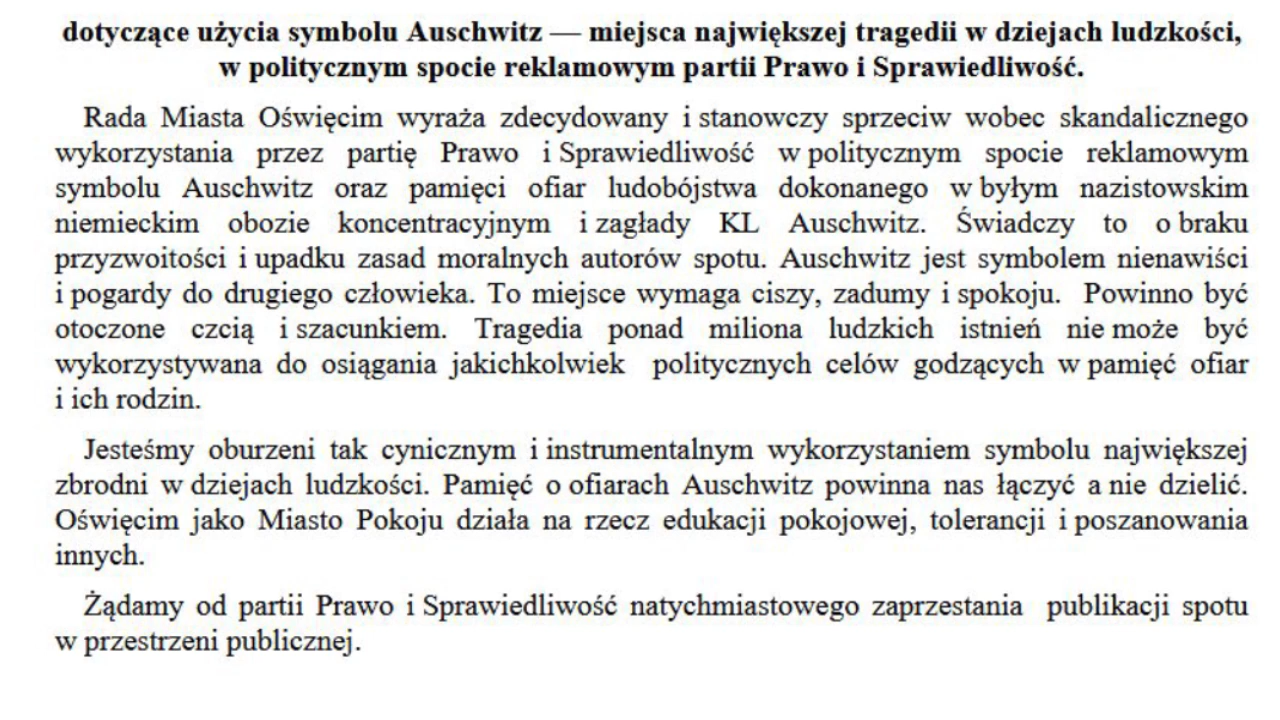 dotyczące użycia symbolu Auschwitz — miejsca największej tragedii w dziejach ludzkości,
w politycznym spocie reklamowym partii Prawo i Sprawiedliwość.
Rada Miasta Oświęcim wyraża zdecydowany i stanowczy sprzeciw wobec skandalicznego
wykorzystania przez partię Prawo i Sprawiedliwość w politycznym spocie reklamowym
symbolu Auschwitz oraz pamięci ofiar ludobójstwa dokonanego w byłym nazistowskim
niemieckim obozie koncentracyjnym i zagłady KL Auschwitz. Świadczy to o braku
przyzwoitości i upadku zasad moralnych autorów spotu. Auschwitz jest symbolem nienawiści
i pogardy do drugiego człowieka. To miejsce wymaga ciszy, zadumy i spokoju. Powinno być
otoczone czcią i szacunkiem. Tragedia ponad miliona ludzkich istnień nie może być
wykorzystywana do osiągania jakichkolwiek politycznych celów godzących w pamięć ofiar
i ich rodzin.
Jesteśmy oburzeni tak cynicznym i instrumentalnym wykorzystaniem symbolu największej
zbrodni w dziejach ludzkości. Pamięć o ofiarach Auschwitz powinna nas łączyć a nie dzielić.
Oświęcim jako Miasto Pokoju działa na rzecz edukacji pokojowej, tolerancji i poszanowania
innych.
Żądamy od partii Prawo i Sprawiedliwość natychmiastowego zaprzestania publikacji spotu
w przestrzeni publicznej.